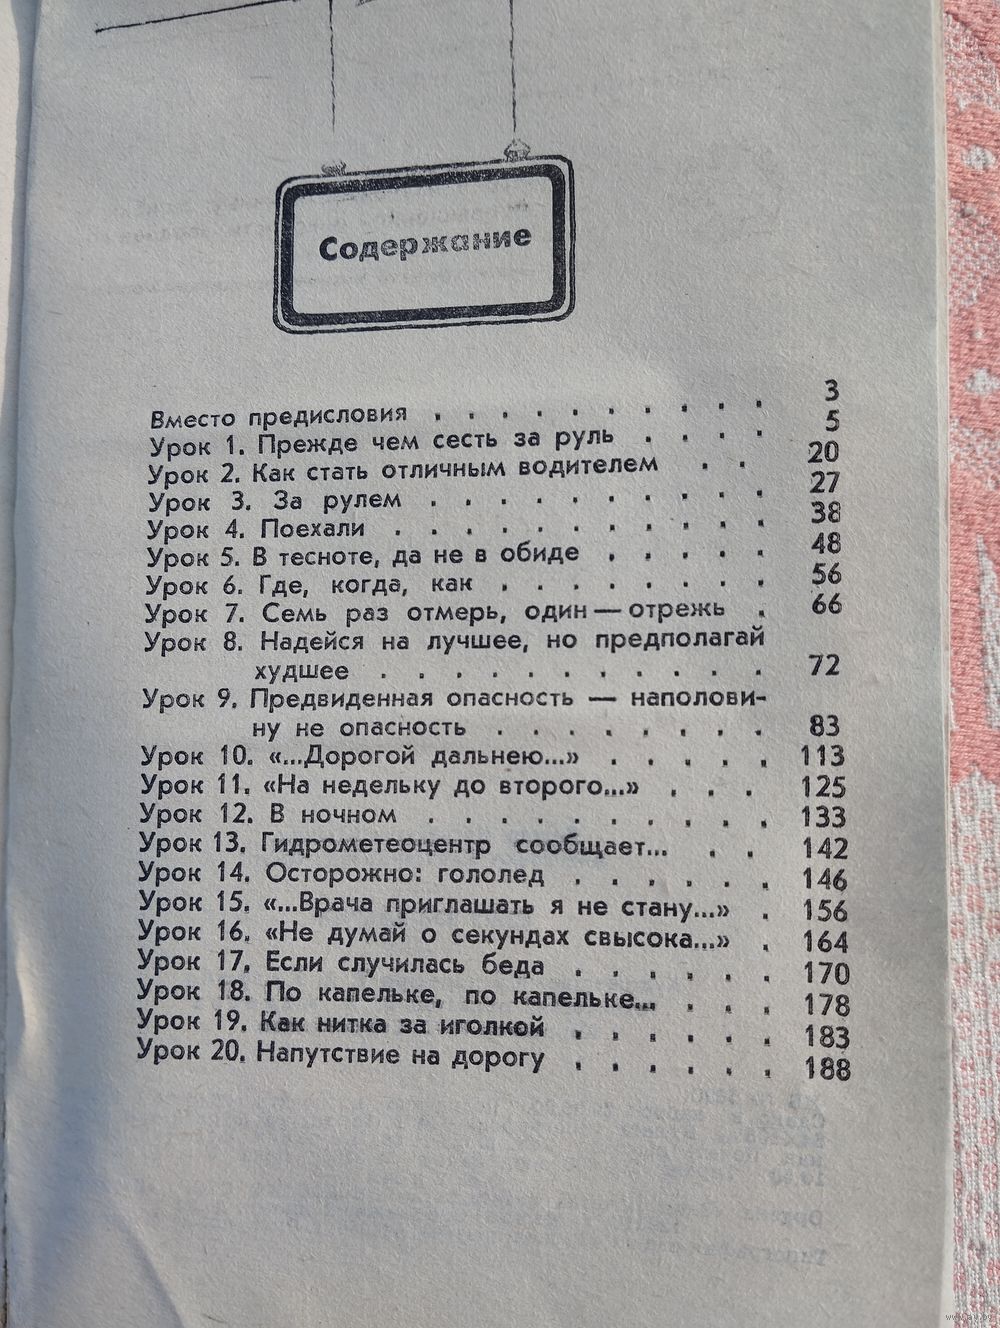 Содержание
Вместо предисловия . . . . . . . . . . 3
Урок 1. Прежде чем сесть за руль . . . . 5
Урок 2. Как стать отличным водителем . . 20
Урок 3. За рулем . . . . . . . . . . 27
Урок 4. Поехали . . . . . . . . . . 38
Урок 5. В тесноте, да не в обиде . . . . . 48
Урок 6. Где, когда, как . . . . . . . . 56
Урок 7. Семь раз отмерь, один — отрежь . 66
Урок 8. Надейся на лучшее, но предполагай
худшее . . . . . . . . . . . 72
Урок 9. Предвиденная опасность — наполови-
ну не опасность . . . . . . . . 83
Урок 10. «...Дорогой дальнею...» . . . . . 113
Урок 11. «На недельку до второго...» . . . 125
Урок 12. В ночном . . . . . . . . . . 133
Урок 13. Гидрометеоцентр сообщает... . . 142
Урок 14. Осторожно: гололед . . . . . . 146
Урок 15. «...Врача приглашать я не стану...» . 156
Урок 16. «Не думай о секундах свысока...» . 164
Урок 17. Если случилась беда . . . . . . 170
Урок 18. По капельке, по капельке... . . . 178
Урок 19. Как нитка за иголкой . . . . . . 183
Урок 20. Напутствие на дорогу . . . . . . 188